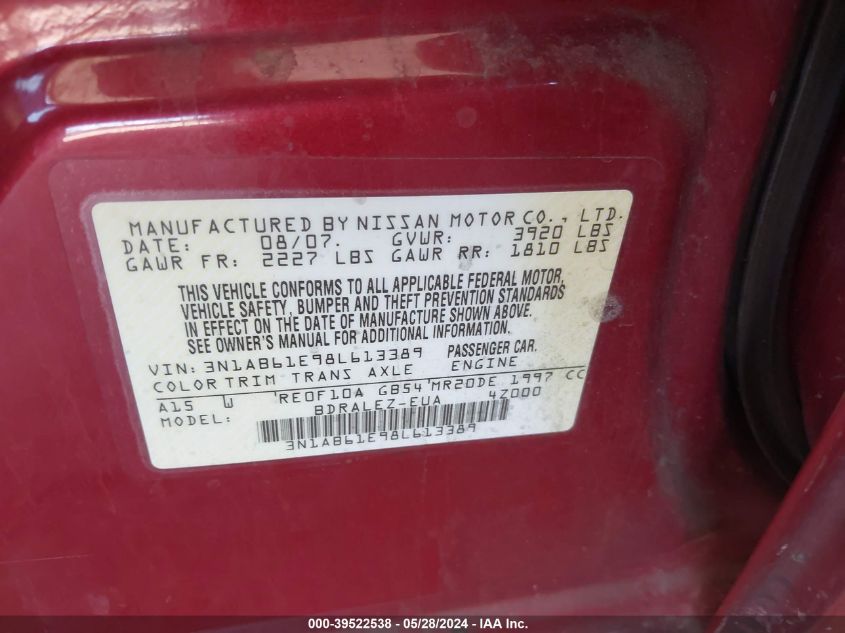 MANUFACTURED BY NISSAN MOTOR CO., LTD.
DATE: 08/07. GVWR: 3920 LBS
GAWR FR: 2227 LBS GAWR RR: 1810 LBS
THIS VEHICLE CONFORMS TO ALL APPLICABLE FEDERAL MOTOR
VEHICLE SAFETY, BUMPER AND THEFT PREVENTION STANDARDS
IN EFFECT ON THE DATE OF MANUFACTURE SHOWN ABOVE.
SEE OWNER'S MANUAL FOR ADDITIONAL INFORMATION.
VIN: 3N1AB61E98L613389 PASSENGER CAR.
COLOR TRIM TRANS AXLE ENGINE
A15 W RE0F10A GB54 MR20DE 1997 CC
MODEL: BDRALEZ-EUA 4Z000
3N1AB61E98L613389
000-39522538 - 05/28/2024 - IAA Inc.